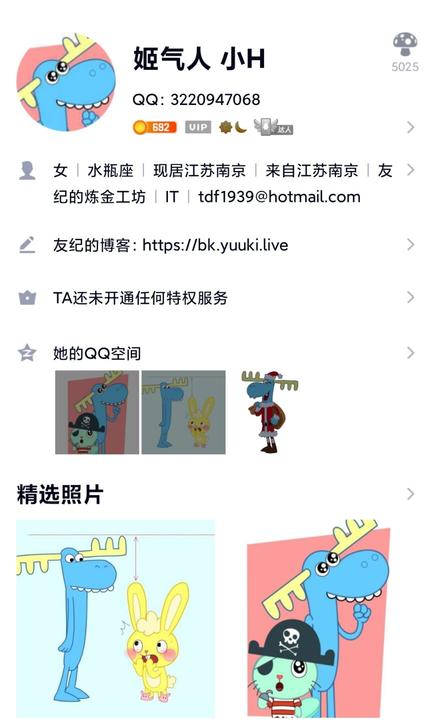 姬气人 小H
5025
QQ: 3220947068
682 VIP 达人
女 | 水瓶座 | 现居江苏南京 | 来自江苏南京 | 友
纪的炼金工坊 | IT | tdf1939@hotmail.com
友纪的博客: https://bk.yuuki.live
TA还未开通任何特权服务
她的QQ空间
精选照片